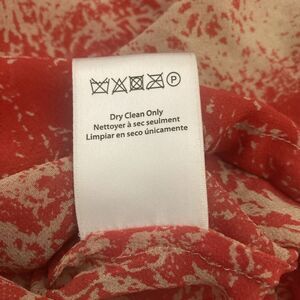 P
Dry Clean Only
Nettoyer à sec seulment
Limpiar en seco únicamente